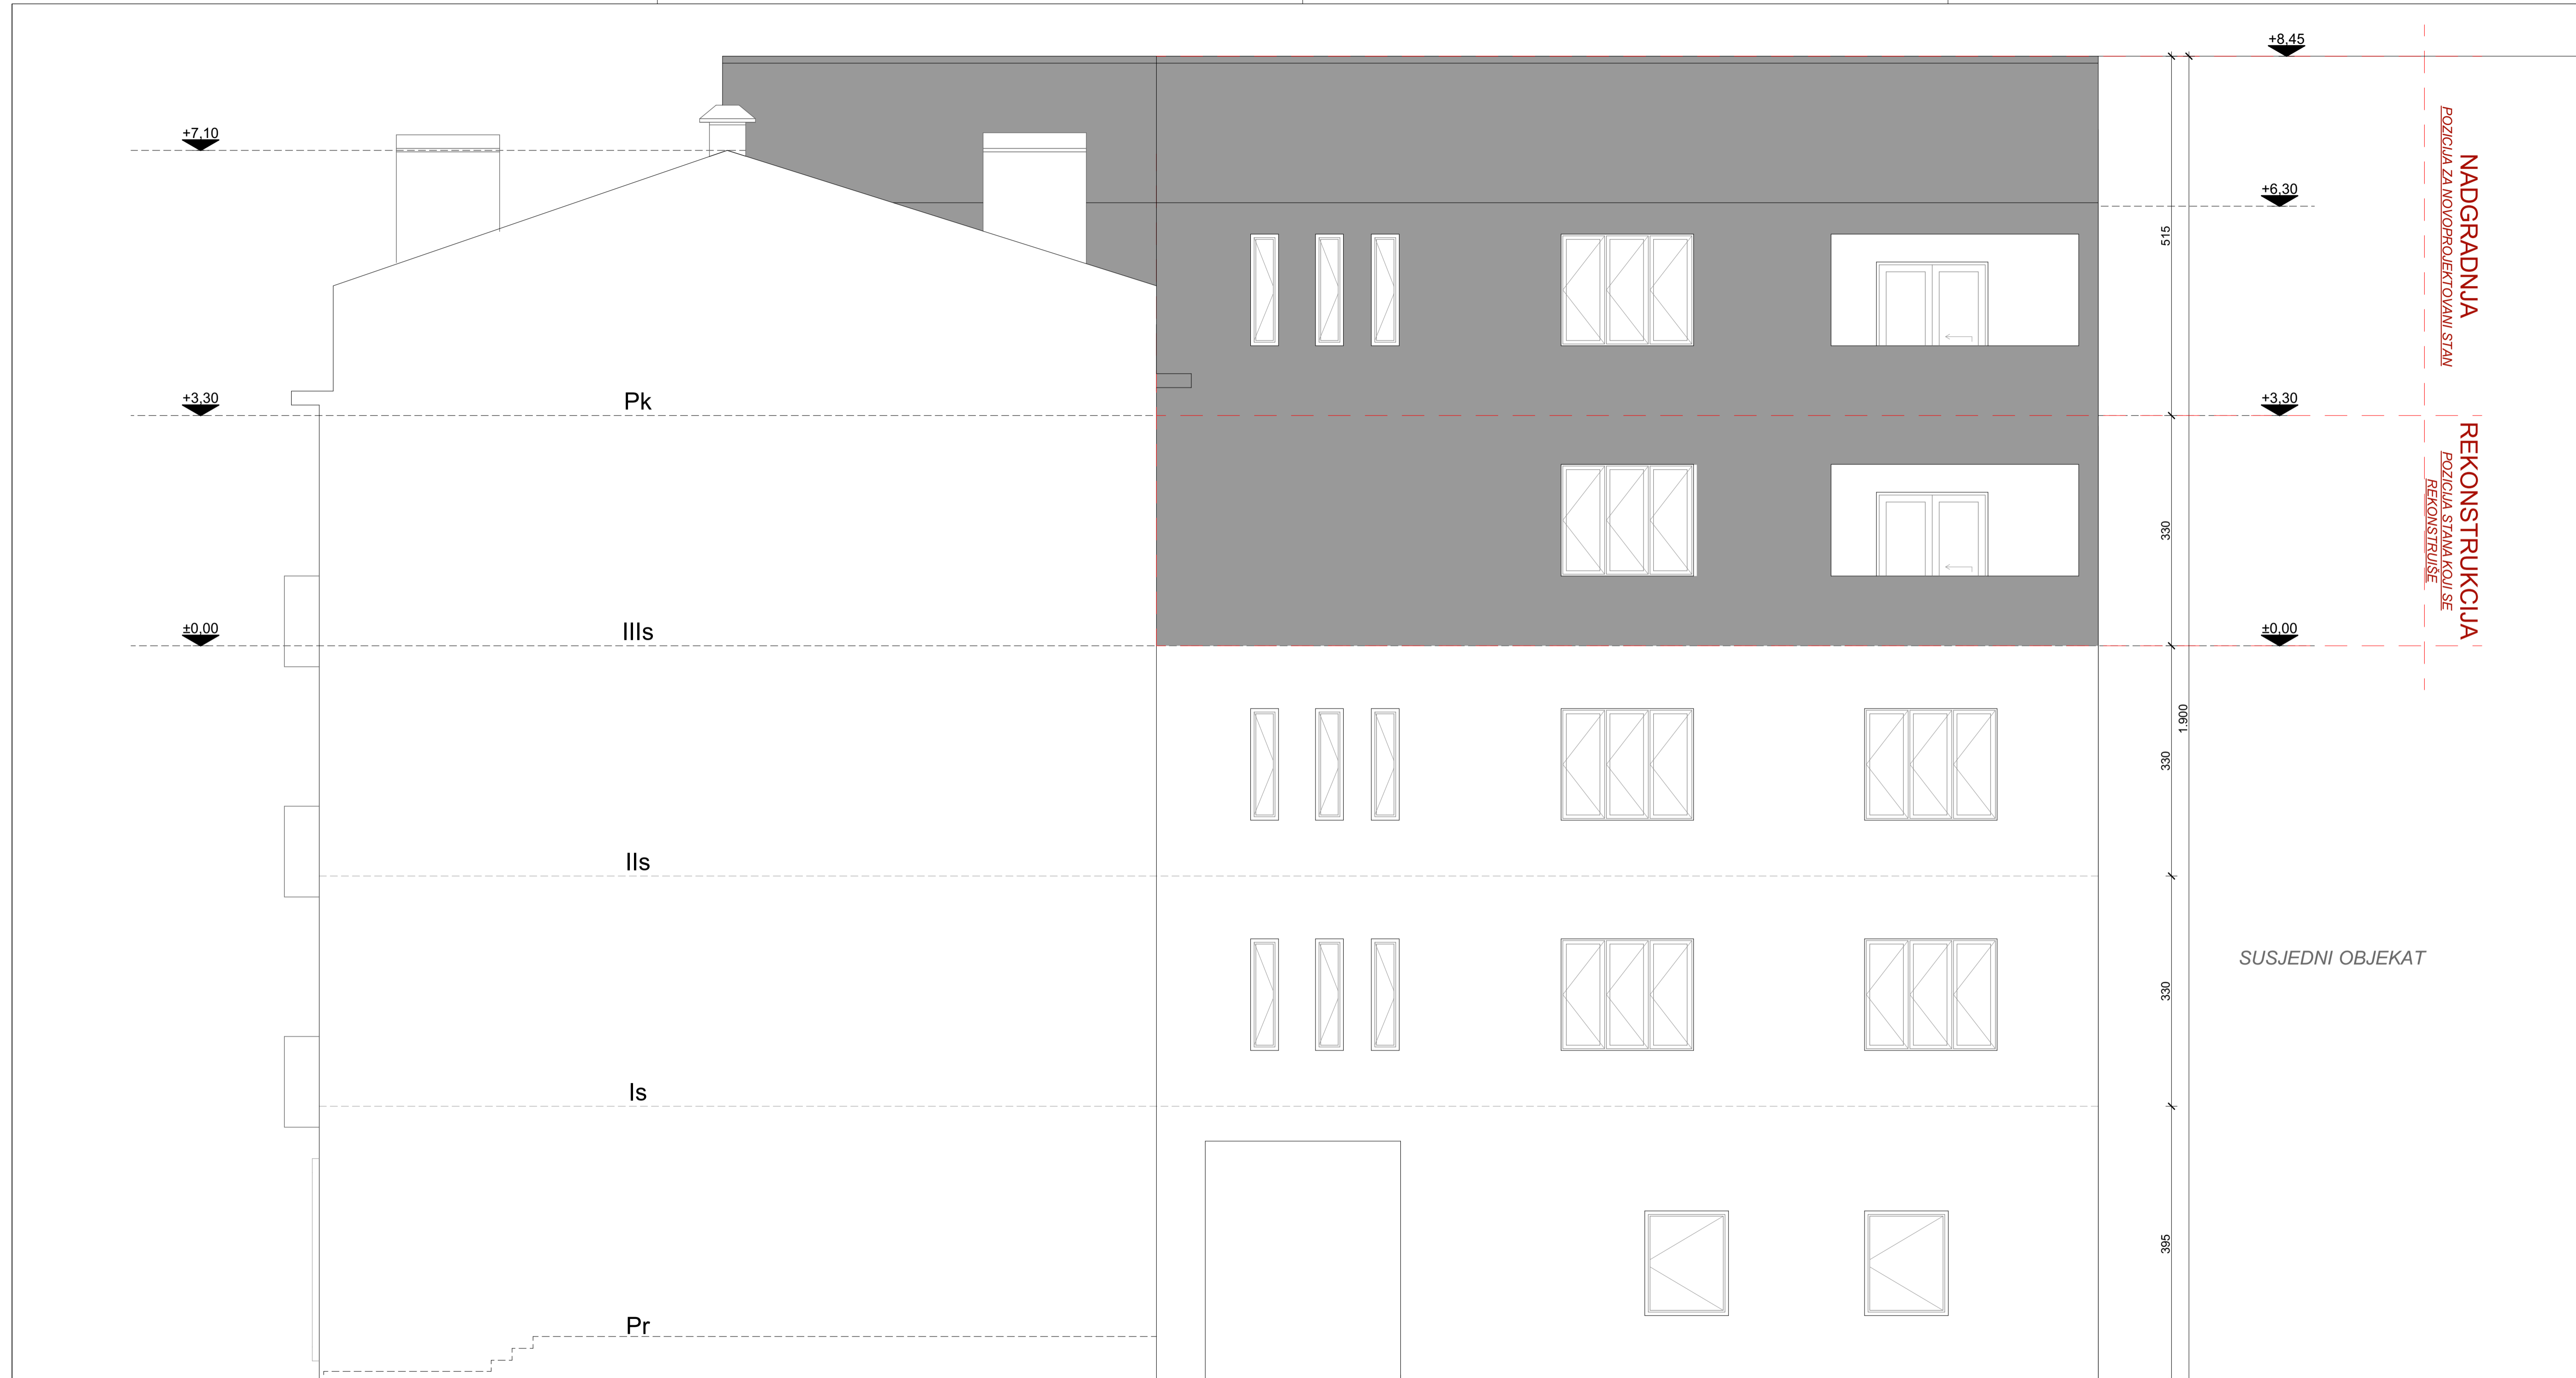 +8,45
+7,10
+6,30
515
NADGRADNJA
POZICIJA ZA NOVOPROJEKTOVANI STAN
+3,30
Pk
+3,30
330
REKONSTRUKCIJA
POZICIJA STANA KOJI SE
REKONSTRUIŠE
±0,00
IIIs
±0,00
1.900
330
IIs
330
SUSJEDNI OBJEKAT
Is
395
Pr